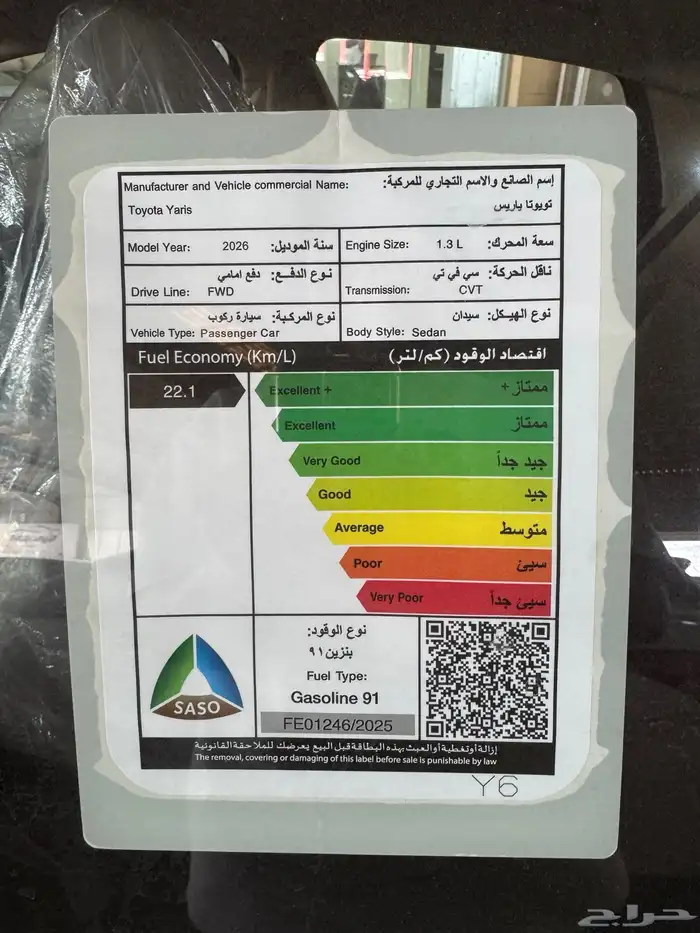 Manufacturer and Vehicle commercial Name: إسم الصانع والاسم التجاري للمركبة:
Toyota Yaris تويوتا ياريس
Model Year: 2026 سنة الموديل:
Engine Size: 1.3 L سعة المحرك:
نوع الدفع: دفع امامي
Drive Line: FWD
ناقل الحركة: سي في تي
Transmission: CVT
نوع المركبة: سيارة ركوب
Vehicle Type: Passenger Car
نوع الهيكل: سيدان
Body Style: Sedan
Fuel Economy (Km/L) اقتصاد الوقود (كم/لتر)
22.1
Excellent + ممتاز +
Excellent ممتاز
Very Good جيد جداً
Good جيد
Average متوسط
Poor سيئ
Very Poor سيئ جداً
SASO
نوع الوقود:
بنزين ٩١
Fuel Type:
Gasoline 91
FE01246/2025
إزالة أو تغطية أو العبث بهذه البطاقة قبل البيع يعرضك للملاحقة القانونية
The removal, covering or damaging of this label before sale is punishable by law
Y6
حراج